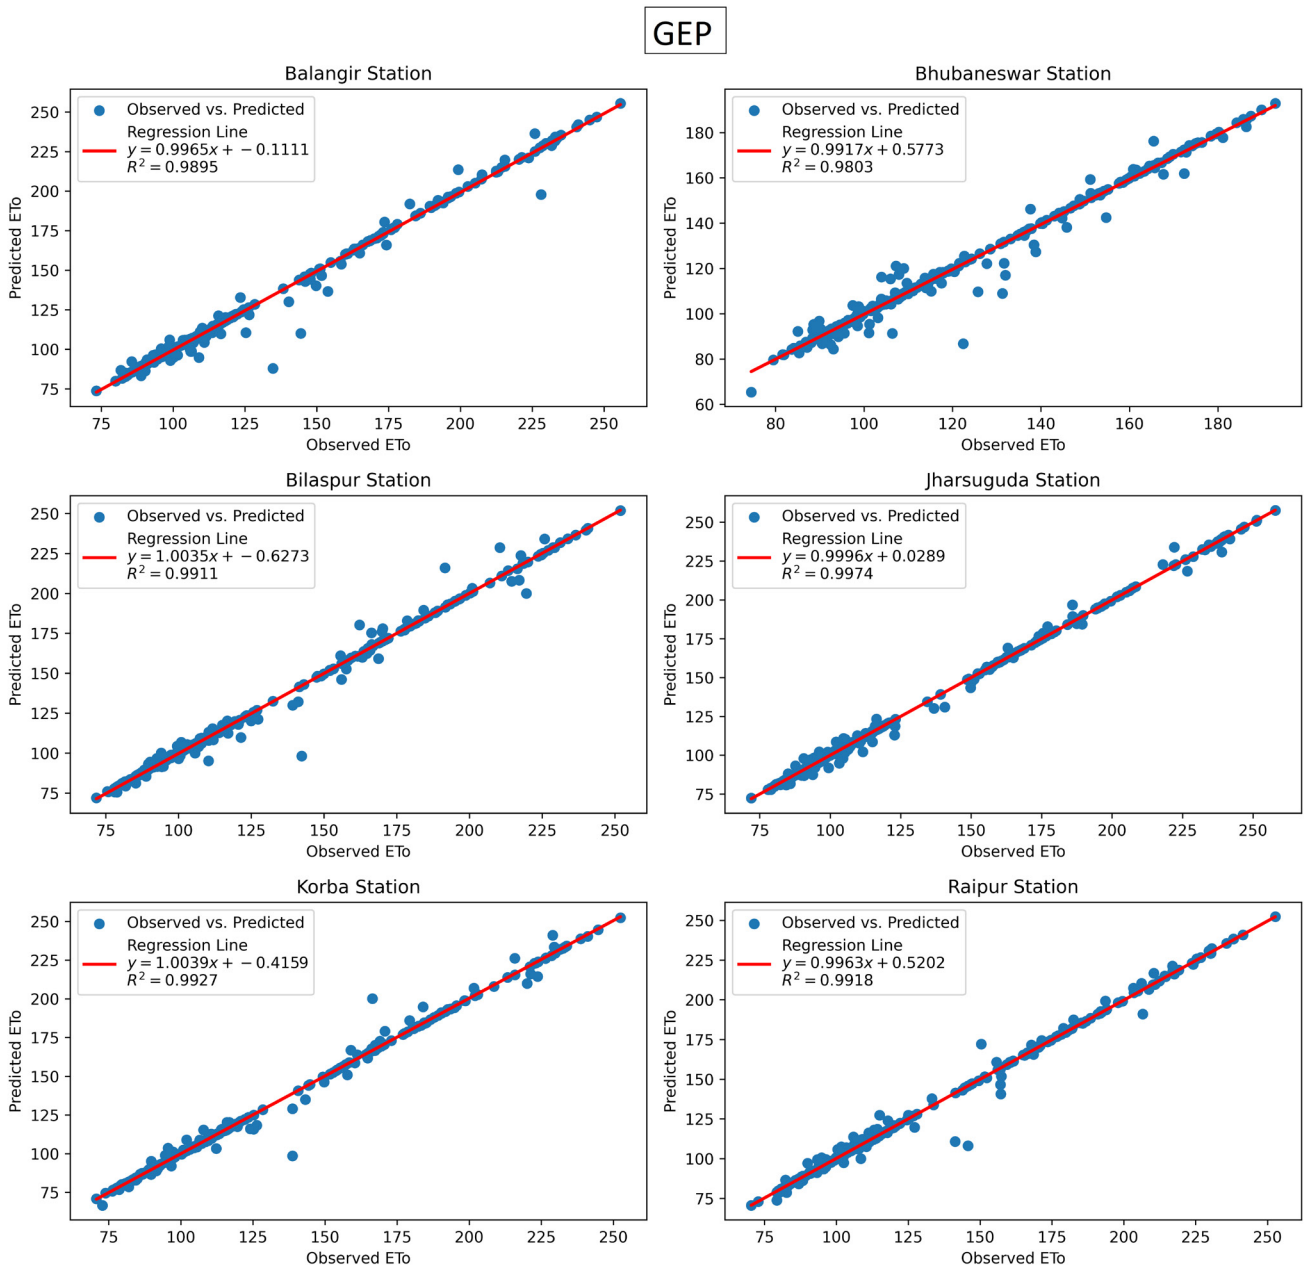 GEP
Balangir Station
Observed vs. Predicted
Regression Line
y = 0.9965x + −0.1111
R² = 0.9895
250
225
200
175
150
125
100
75
Predicted ETo
75 100 125 150 175 200 225 250
Observed ETo
Bhubaneswar Station
Observed vs. Predicted
Regression Line
y = 0.9917x + 0.5773
R² = 0.9803
180
160
140
120
100
80
60
Predicted ETo
80 100 120 140 160 180
Observed ETo
Bilaspur Station
Observed vs. Predicted
Regression Line
y = 1.0035x + −0.6273
R² = 0.9911
250
225
200
175
150
125
100
75
Predicted ETo
75 100 125 150 175 200 225 250
Observed ETo
Jharsuguda Station
Observed vs. Predicted
Regression Line
y = 0.9996x + 0.0289
R² = 0.9974
250
225
200
175
150
125
100
75
Predicted ETo
75 100 125 150 175 200 225 250
Observed ETo
Korba Station
Observed vs. Predicted
Regression Line
y = 1.0039x + −0.4159
R² = 0.9927
250
225
200
175
150
125
100
75
Predicted ETo
75 100 125 150 175 200 225 250
Observed ETo
Raipur Station
Observed vs. Predicted
Regression Line
y = 0.9963x + 0.5202
R² = 0.9918
250
225
200
175
150
125
100
75
Predicted ETo
75 100 125 150 175 200 225 250
Observed ETo